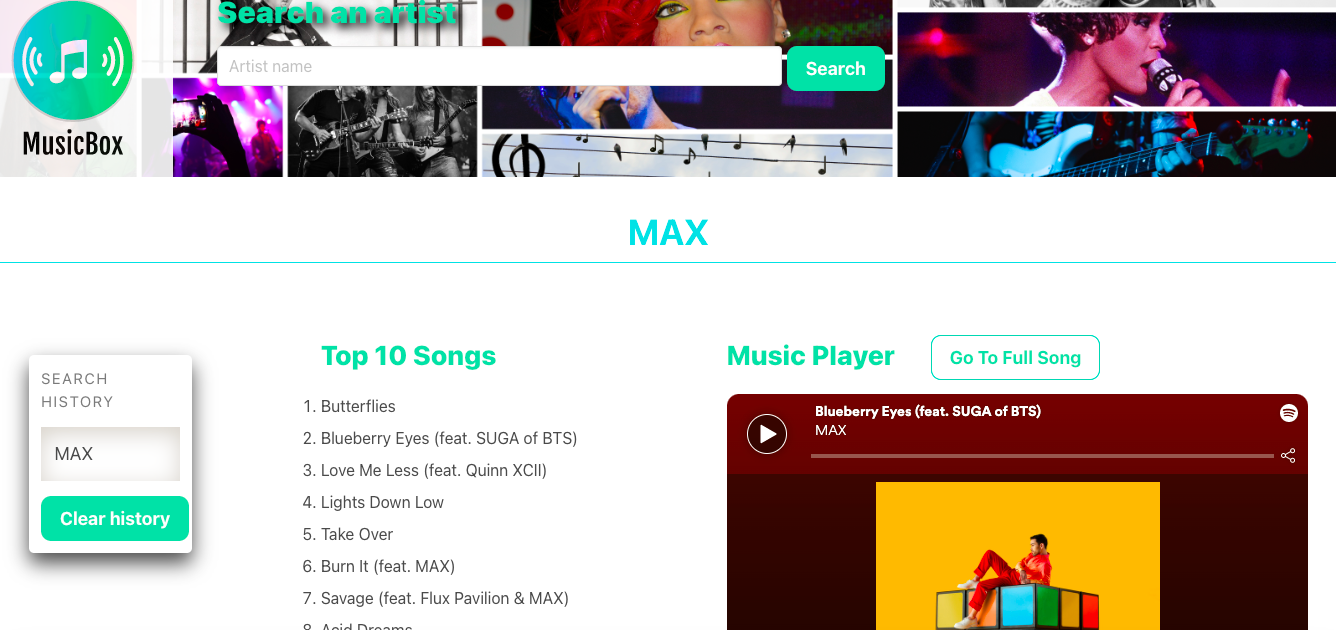 Search an artist
Artist name
Search
MusicBox
MAX
SEARCH
HISTORY
MAX
Clear history
Top 10 Songs
1. Butterflies
2. Blueberry Eyes (feat. SUGA of BTS)
3. Love Me Less (feat. Quinn XCII)
4. Lights Down Low
5. Take Over
6. Burn It (feat. MAX)
7. Savage (feat. Flux Pavilion & MAX)
8. Acid Dreams
Music Player
Go To Full Song
Blueberry Eyes (feat. SUGA of BTS)
MAX